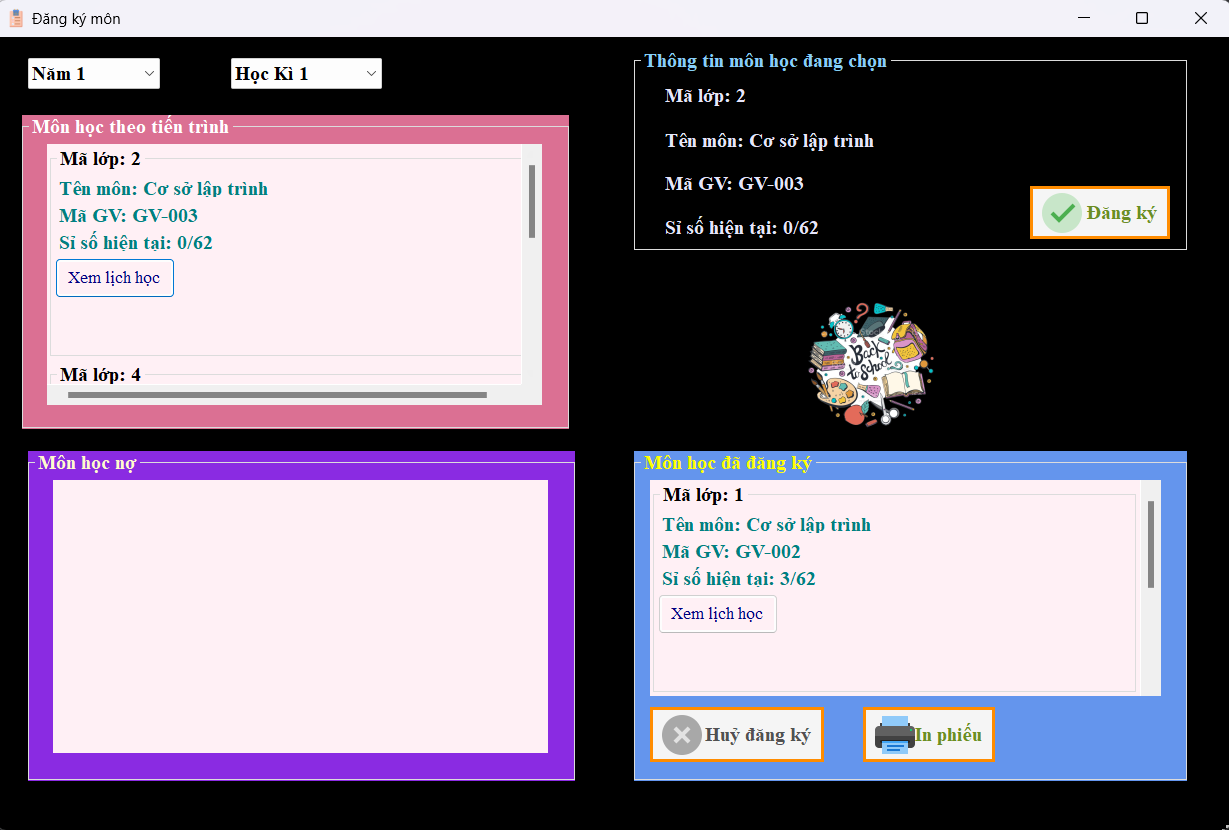 Đăng ký môn
Năm 1
Học Kì 1
Môn học theo tiến trình
Mã lớp: 2
Tên môn: Cơ sở lập trình
Mã GV: GV-003
Sĩ số hiện tại: 0/62
Xem lịch học
Mã lớp: 4
Môn học nợ
Thông tin môn học đang chọn
Mã lớp: 2
Tên môn: Cơ sở lập trình
Mã GV: GV-003
Sĩ số hiện tại: 0/62
Đăng ký
Back
to School
Môn học đã đăng ký
Mã lớp: 1
Tên môn: Cơ sở lập trình
Mã GV: GV-002
Sĩ số hiện tại: 3/62
Xem lịch học
Huỷ đăng ký
In phiếu